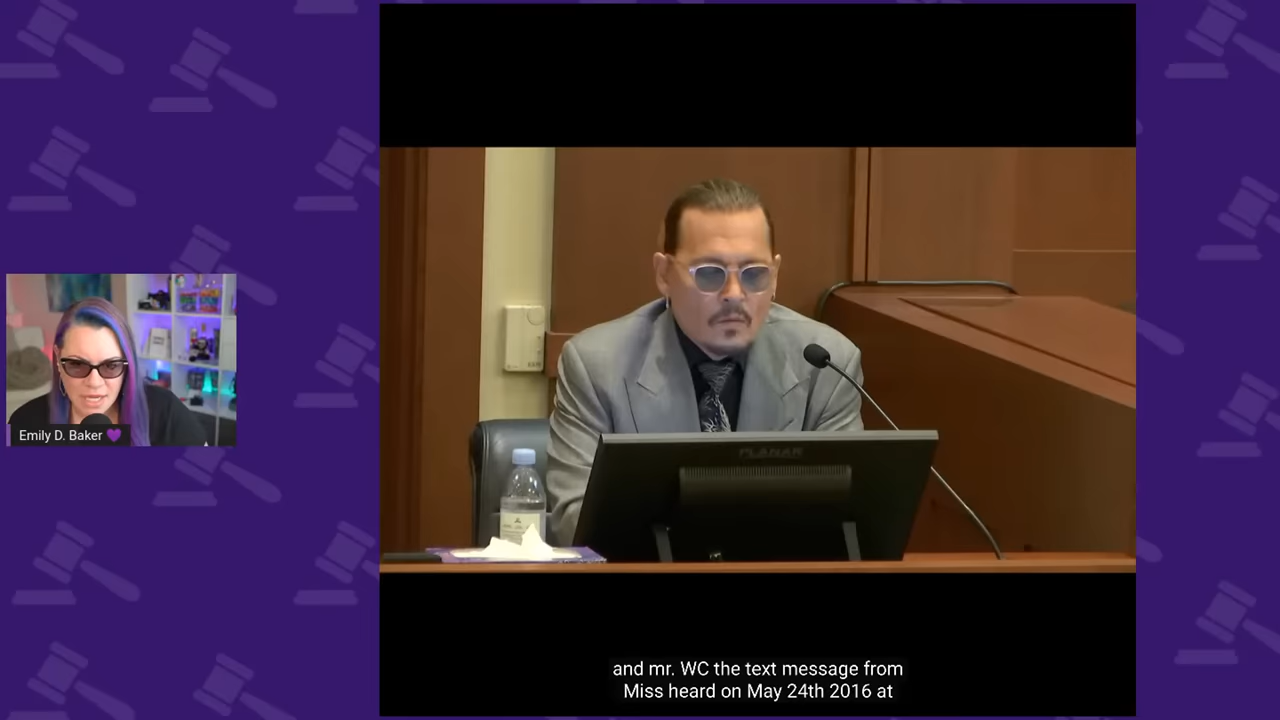 PLANAR
Emily D. Baker 💜
and mr. WC the text message from
Miss heard on May 24th 2016 at